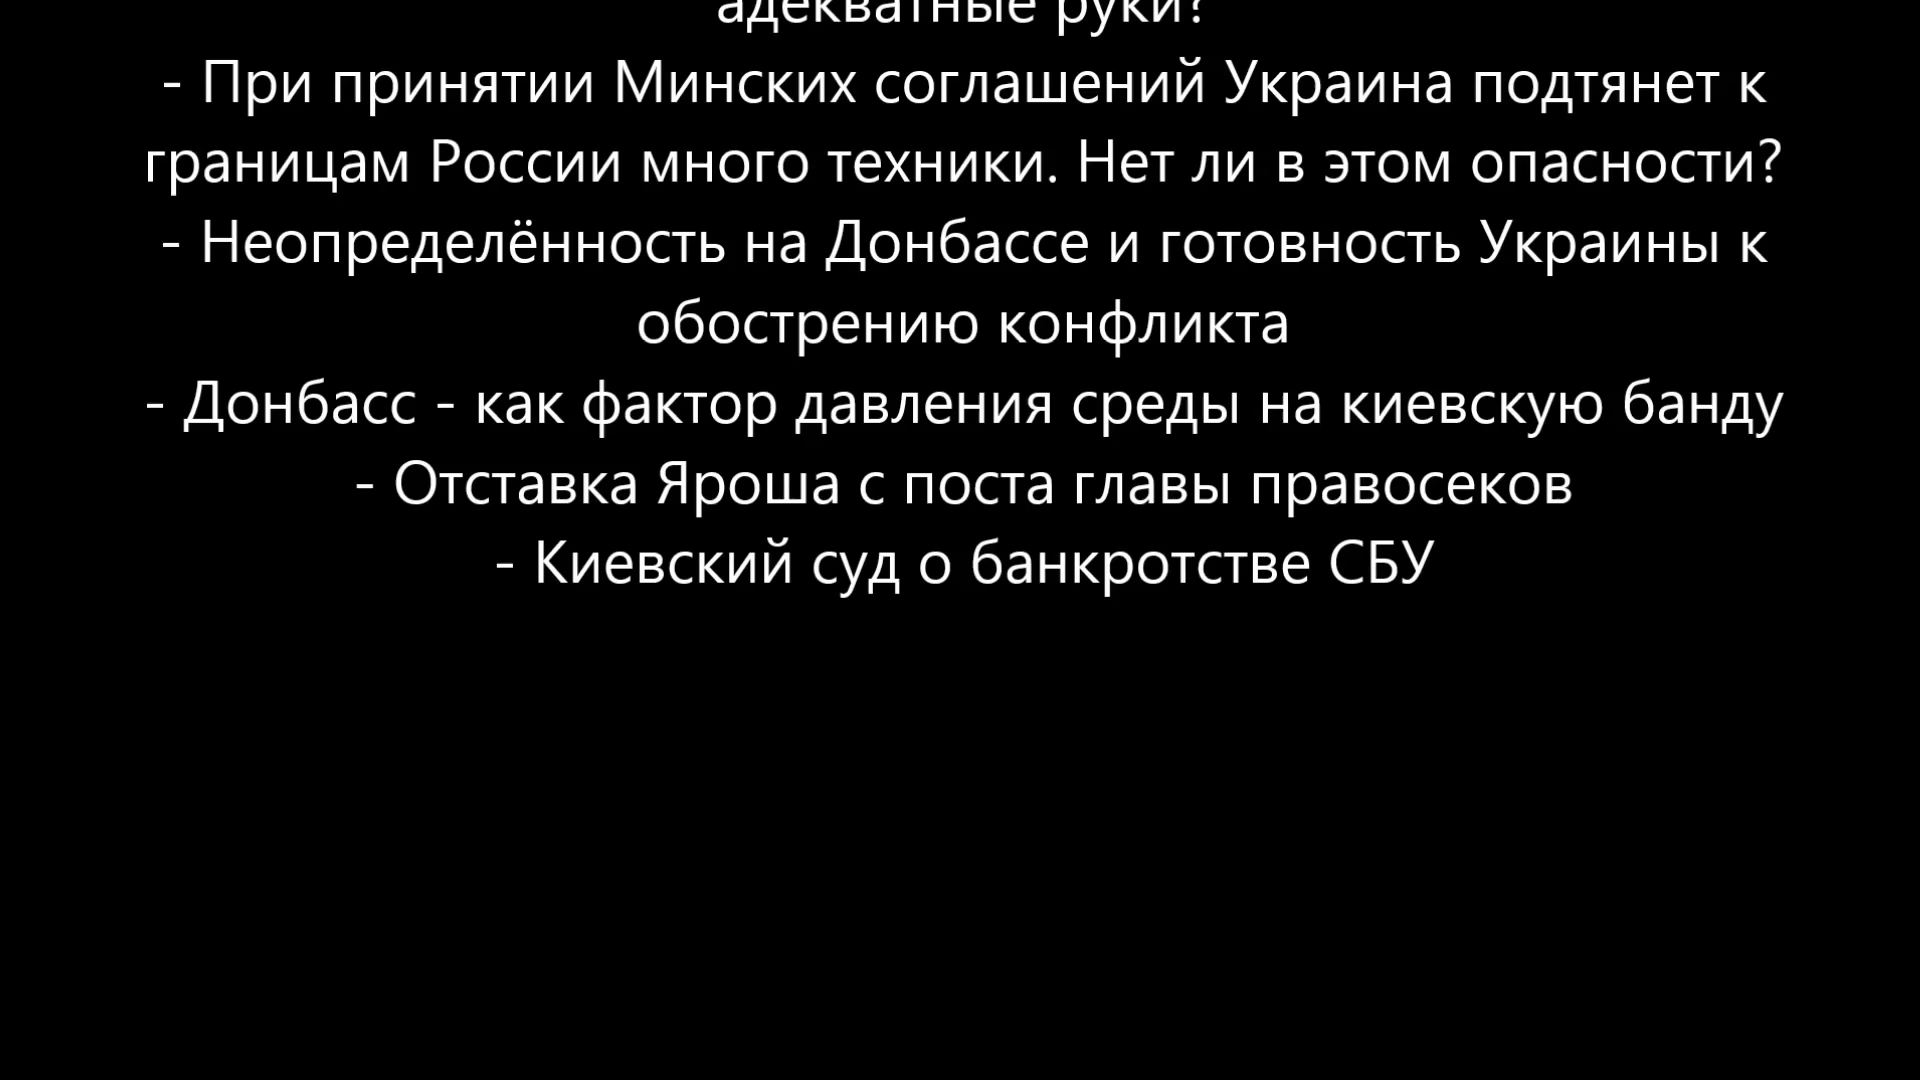 адекватные руки?
- При принятии Минских соглашений Украина подтянет к
границам России много техники. Нет ли в этом опасности?
- Неопределённость на Донбассе и готовность Украины к
обострению конфликта
- Донбасс - как фактор давления среды на киевскую банду
- Отставка Яроша с поста главы правосеков
- Киевский суд о банкротстве СБУ